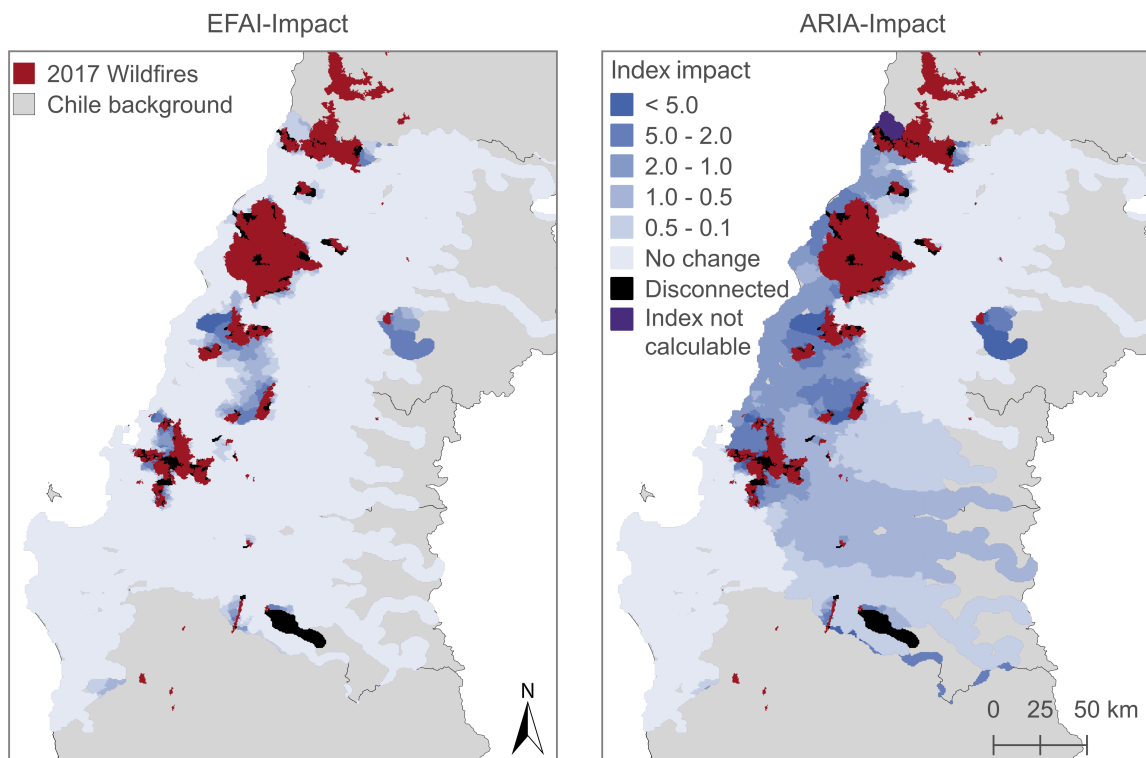 EFAI-Impact
ARIA-Impact
2017 Wildfires
Chile background
N
Index impact
< 5.0
5.0 - 2.0
2.0 - 1.0
1.0 - 0.5
0.5 - 0.1
No change
Disconnected
Index not
calculable
0 25 50 km